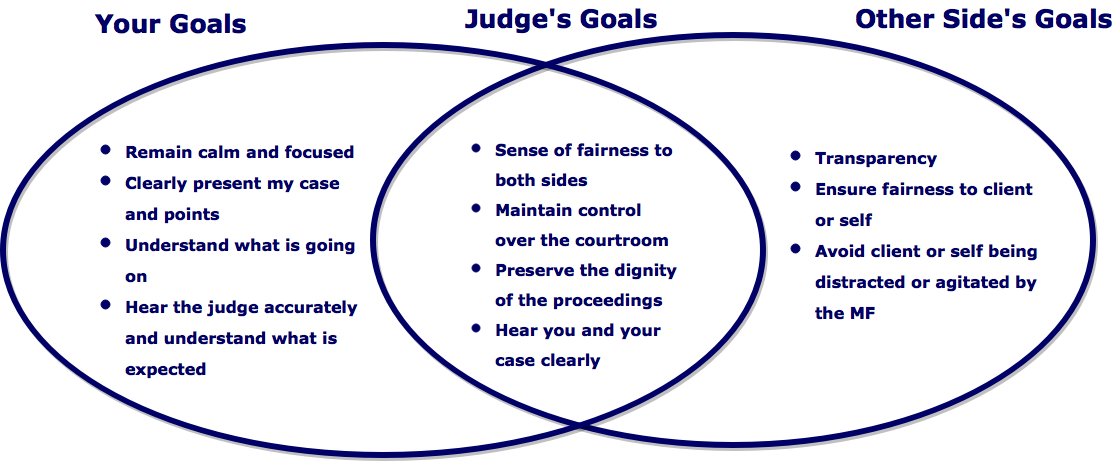 Your Goals
Judge's Goals
Other Side's Goals
• Remain calm and focused
• Clearly present my case
and points
• Understand what is going
on
• Hear the judge accurately
and understand what is
expected
• Sense of fairness to
both sides
• Maintain control
over the courtroom
• Preserve the dignity
of the proceedings
• Hear you and your
case clearly
• Transparency
• Ensure fairness to client
or self
• Avoid client or self being
distracted or agitated by
the MF